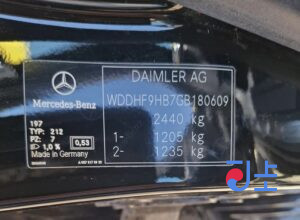 DAIMLER AG
WDDHF9HB7GB180609
2440 kg
1- 1205 kg
2- 1235 kg
Mercedes-Benz
197
TYP: 212
PZ: 7 0,53
1,0 %
Made in Germany